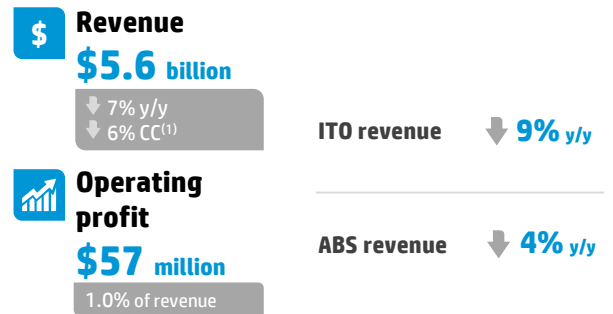 $
Revenue
$5.6 billion
7% y/y
6% CC(1)
Operating
profit
$57 million
1.0% of revenue
ITO revenue 9% y/y
ABS revenue 4% y/y